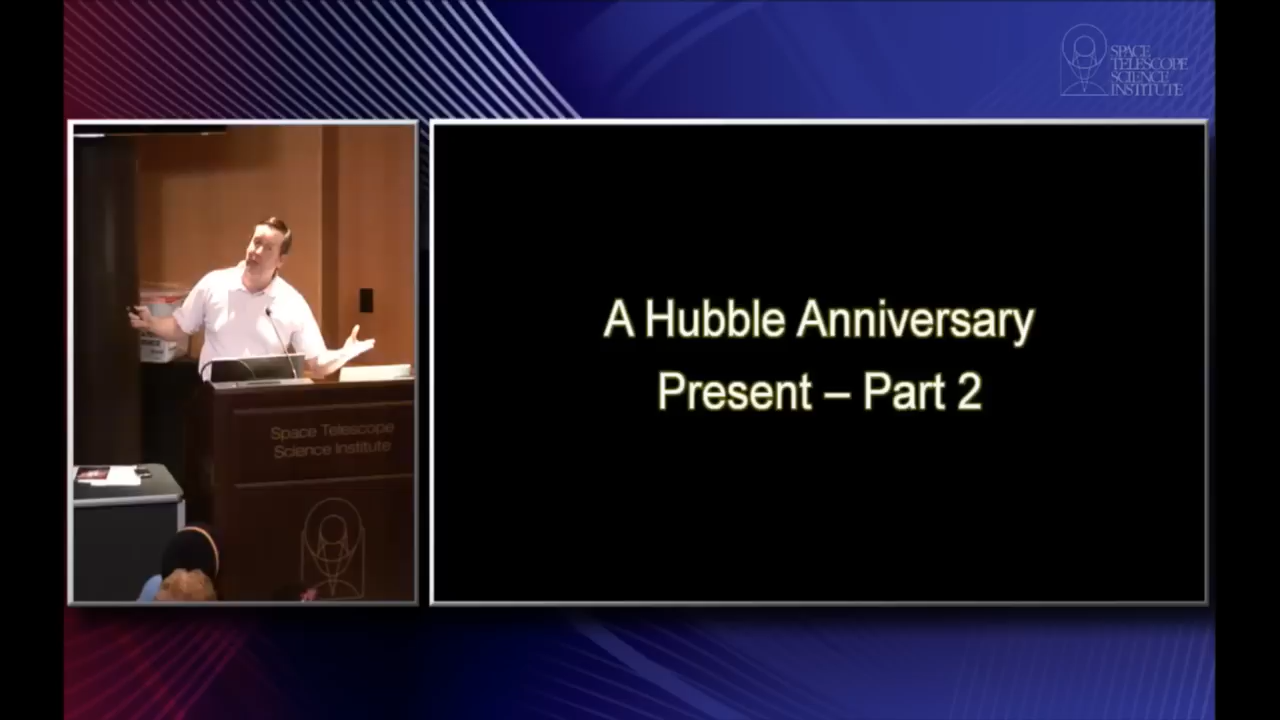 SPACE
TELESCOPE
SCIENCE
INSTITUTE
A Hubble Anniversary
Present – Part 2
Space Telescope
Science Institute